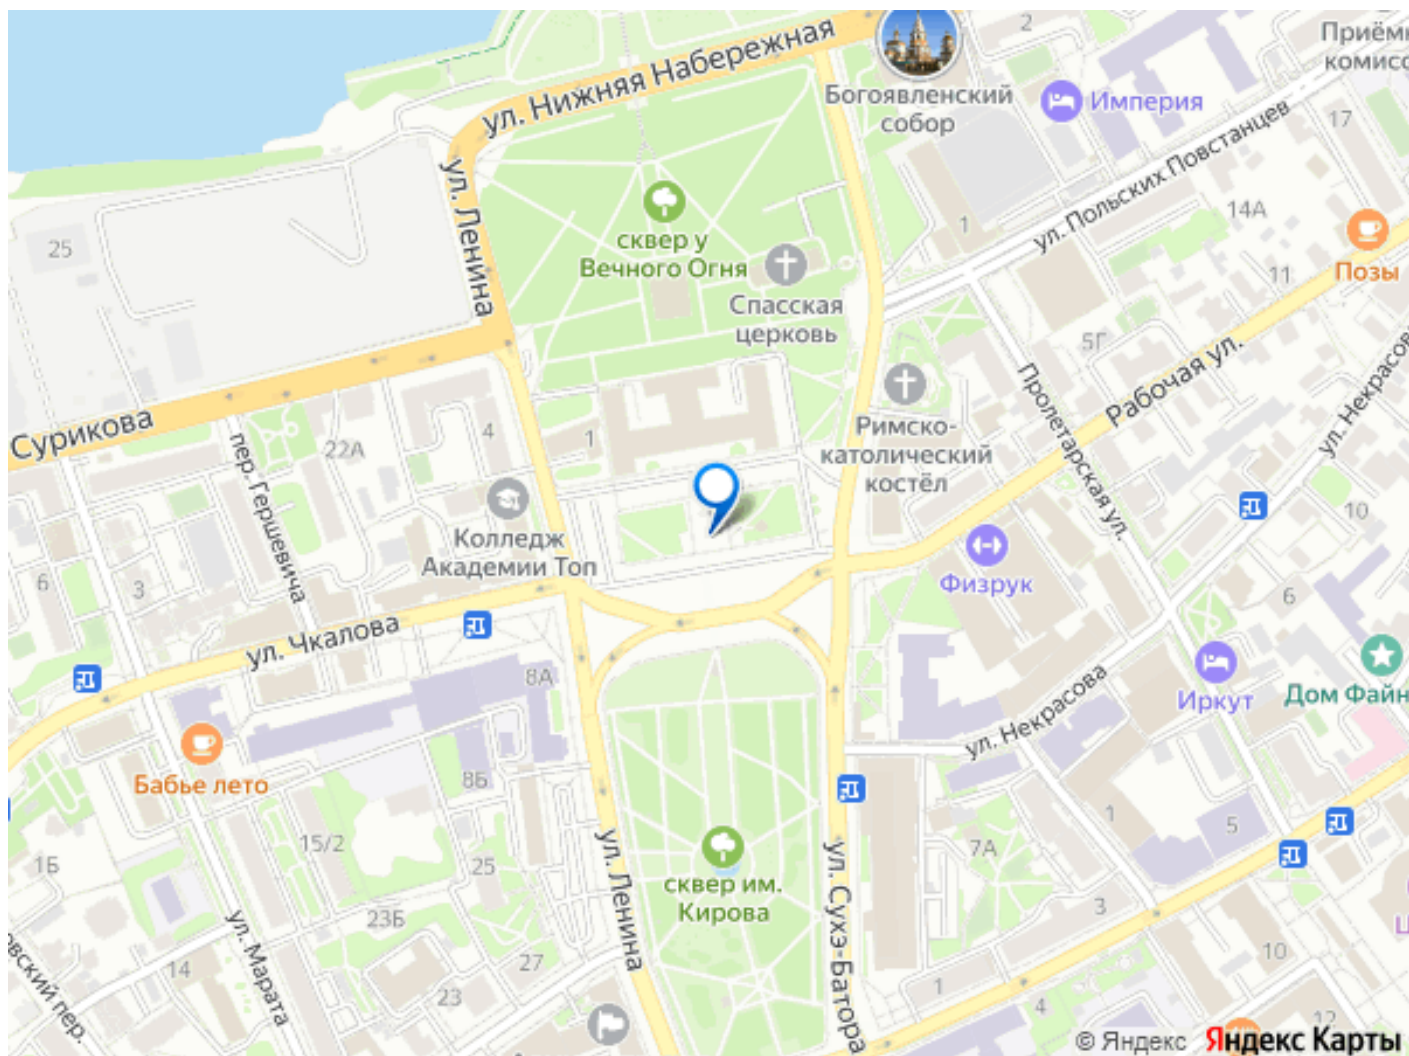 2
Приёмн
комисс
ул. Нижняя Набережная
Богоявленский
собор
Империя
17
ул. Польских Повстанцев
ул. Ленина
25
14А
1
сквер у
Вечного Огня
Позы
11
Спасская
церковь
5Г
Рабочая ул.
ул. Некрасова
Сурикова
22А
4
1
Римско-
католический
костёл
Пролетарская ул.
пер. Гершевича
10
Колледж
Академии Топ
Физрук
6
3
6
ул. Чкалова
8А
Иркут
Дом Файн
ул. Некрасова
Бабье лето
8Б
1
5
15/2
25
7А
1Б
ул. Ленина
сквер им.
Кирова
ул. Сухэ-Батора
3
23Б
ул. Марата
Ц
овский пер.
14
27
10
23
1
4
12
© Яндекс Яндекс Карты